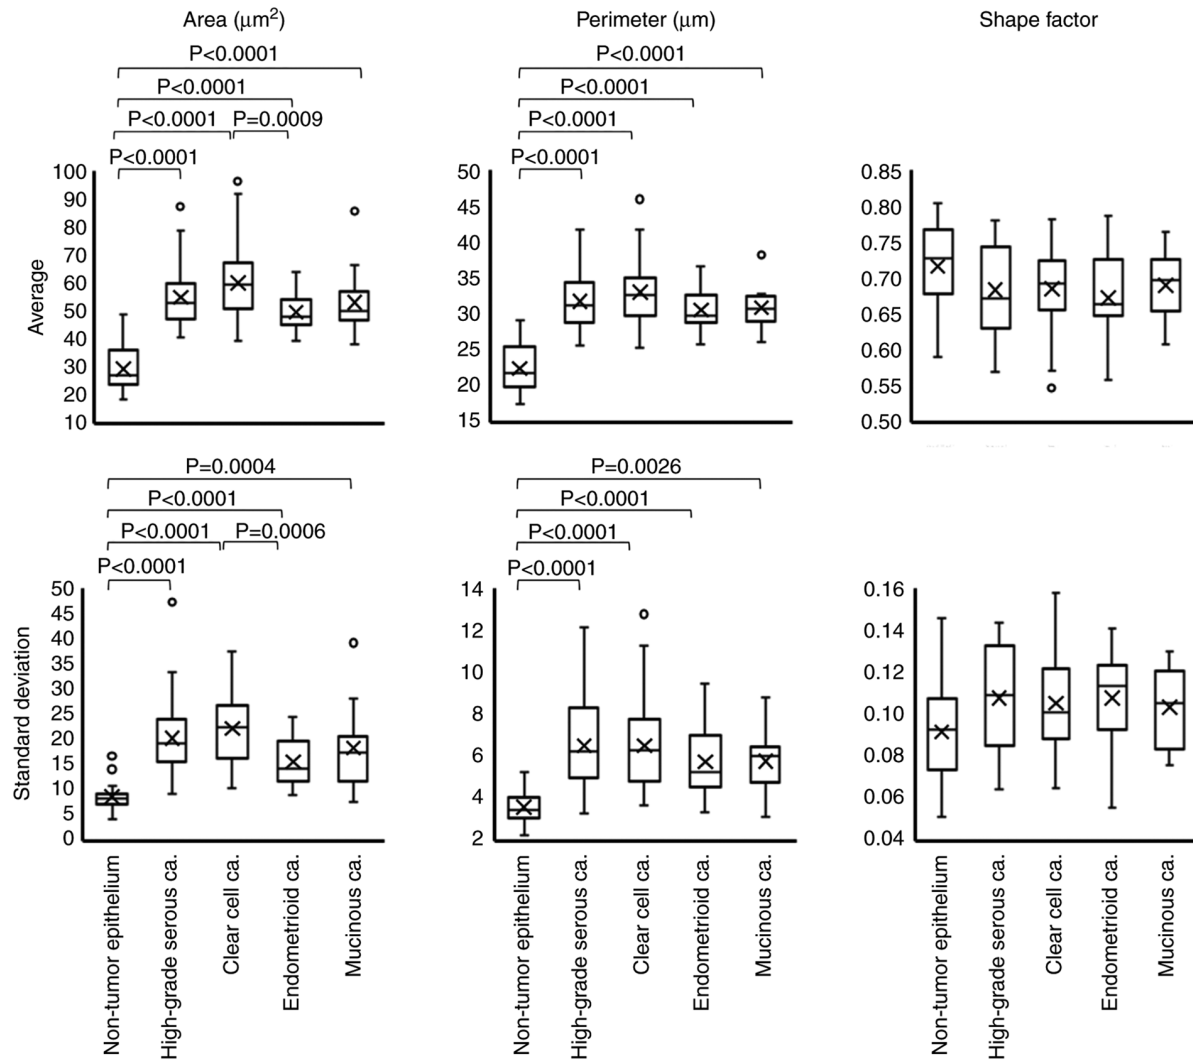 Area (μm²)
Perimeter (μm)
Shape factor
P<0.0001
P<0.0001
P<0.0001 P=0.0009
P<0.0001
P<0.0001
P<0.0001
P<0.0001
P<0.0001
Average
100
90
80
70
60
50
40
30
20
10
50
45
40
35
30
25
20
15
0.85
0.80
0.75
0.70
0.65
0.60
0.55
0.50
P=0.0004
P<0.0001
P<0.0001 P=0.0006
P<0.0001
P=0.0026
P<0.0001
P<0.0001
P<0.0001
Standard deviation
50
45
40
35
30
25
20
15
10
5
0
14
12
10
8
6
4
2
0.16
0.14
0.12
0.10
0.08
0.06
0.04
Non-tumor epithelium
High-grade serous ca.
Clear cell ca.
Endometrioid ca.
Mucinous ca.
Non-tumor epithelium
High-grade serous ca.
Clear cell ca.
Endometrioid ca.
Mucinous ca.
Non-tumor epithelium
High-grade serous ca.
Clear cell ca.
Endometrioid ca.
Mucinous ca.